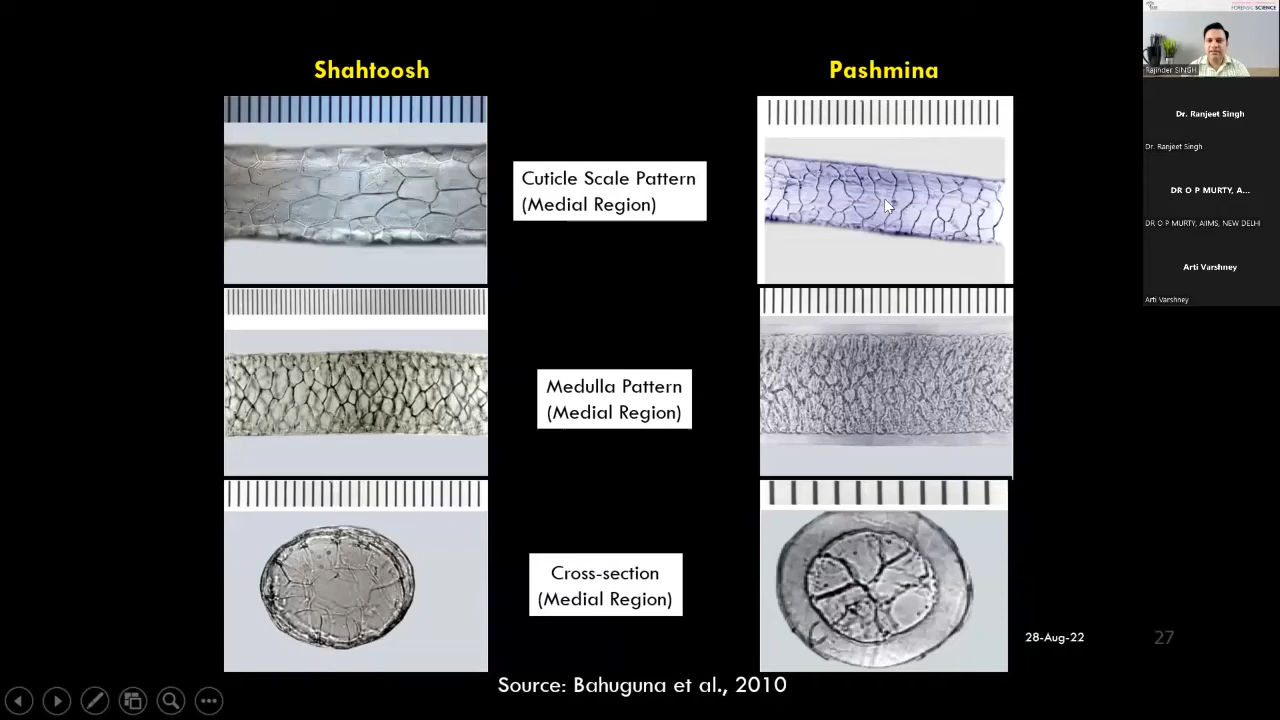 Shahtoosh
Pashmina
Cuticle Scale Pattern
(Medial Region)
Medulla Pattern
(Medial Region)
Cross-section
(Medial Region)
28-Aug-22
27
Source: Bahuguna et al., 2010
FORENSIC SCIENCE
Rajinder SINGH
Dr. Ranjeet Singh
Dr. Ranjeet Singh
DR O P MURTY, A...
DR O P MURTY, AIIMS, NEW DELHI
Arti Varshney
Arti Varshney